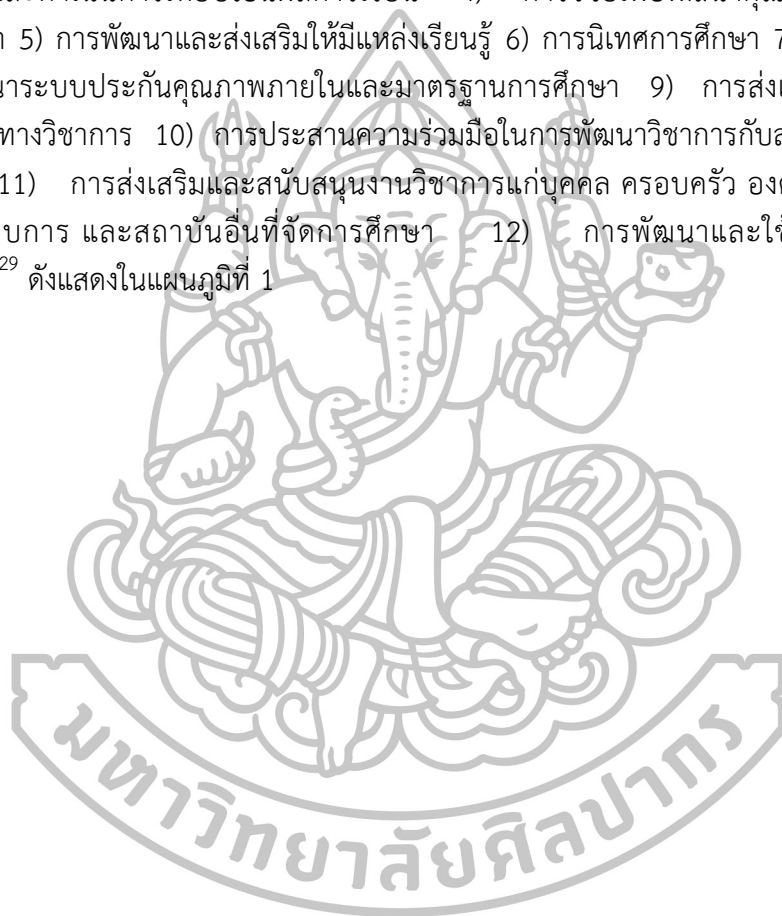 4)
5) การพัฒนาและส่งเสริมให้มีแหล่งเรียนรู้ 6) การนิเทศการศึกษา 7
าระบบประกันคุณภาพภายในและมาตรฐานการศึกษา 9) การส่งเ
ทางวิชาการ 10) การประสานความร่วมมือในการพัฒนาวิชาการกับส
11) การส่งเสริมและสนับสนุนงานวิชาการแก่บุคคล ครอบครัว องค
บการ และสถาบันอื่นที่จัดการศึกษา 12) การพัฒนาและใช้
29 ดังแสดงในแผนภูมิที่ 1
มหาวิทยาลัยศิลปากร